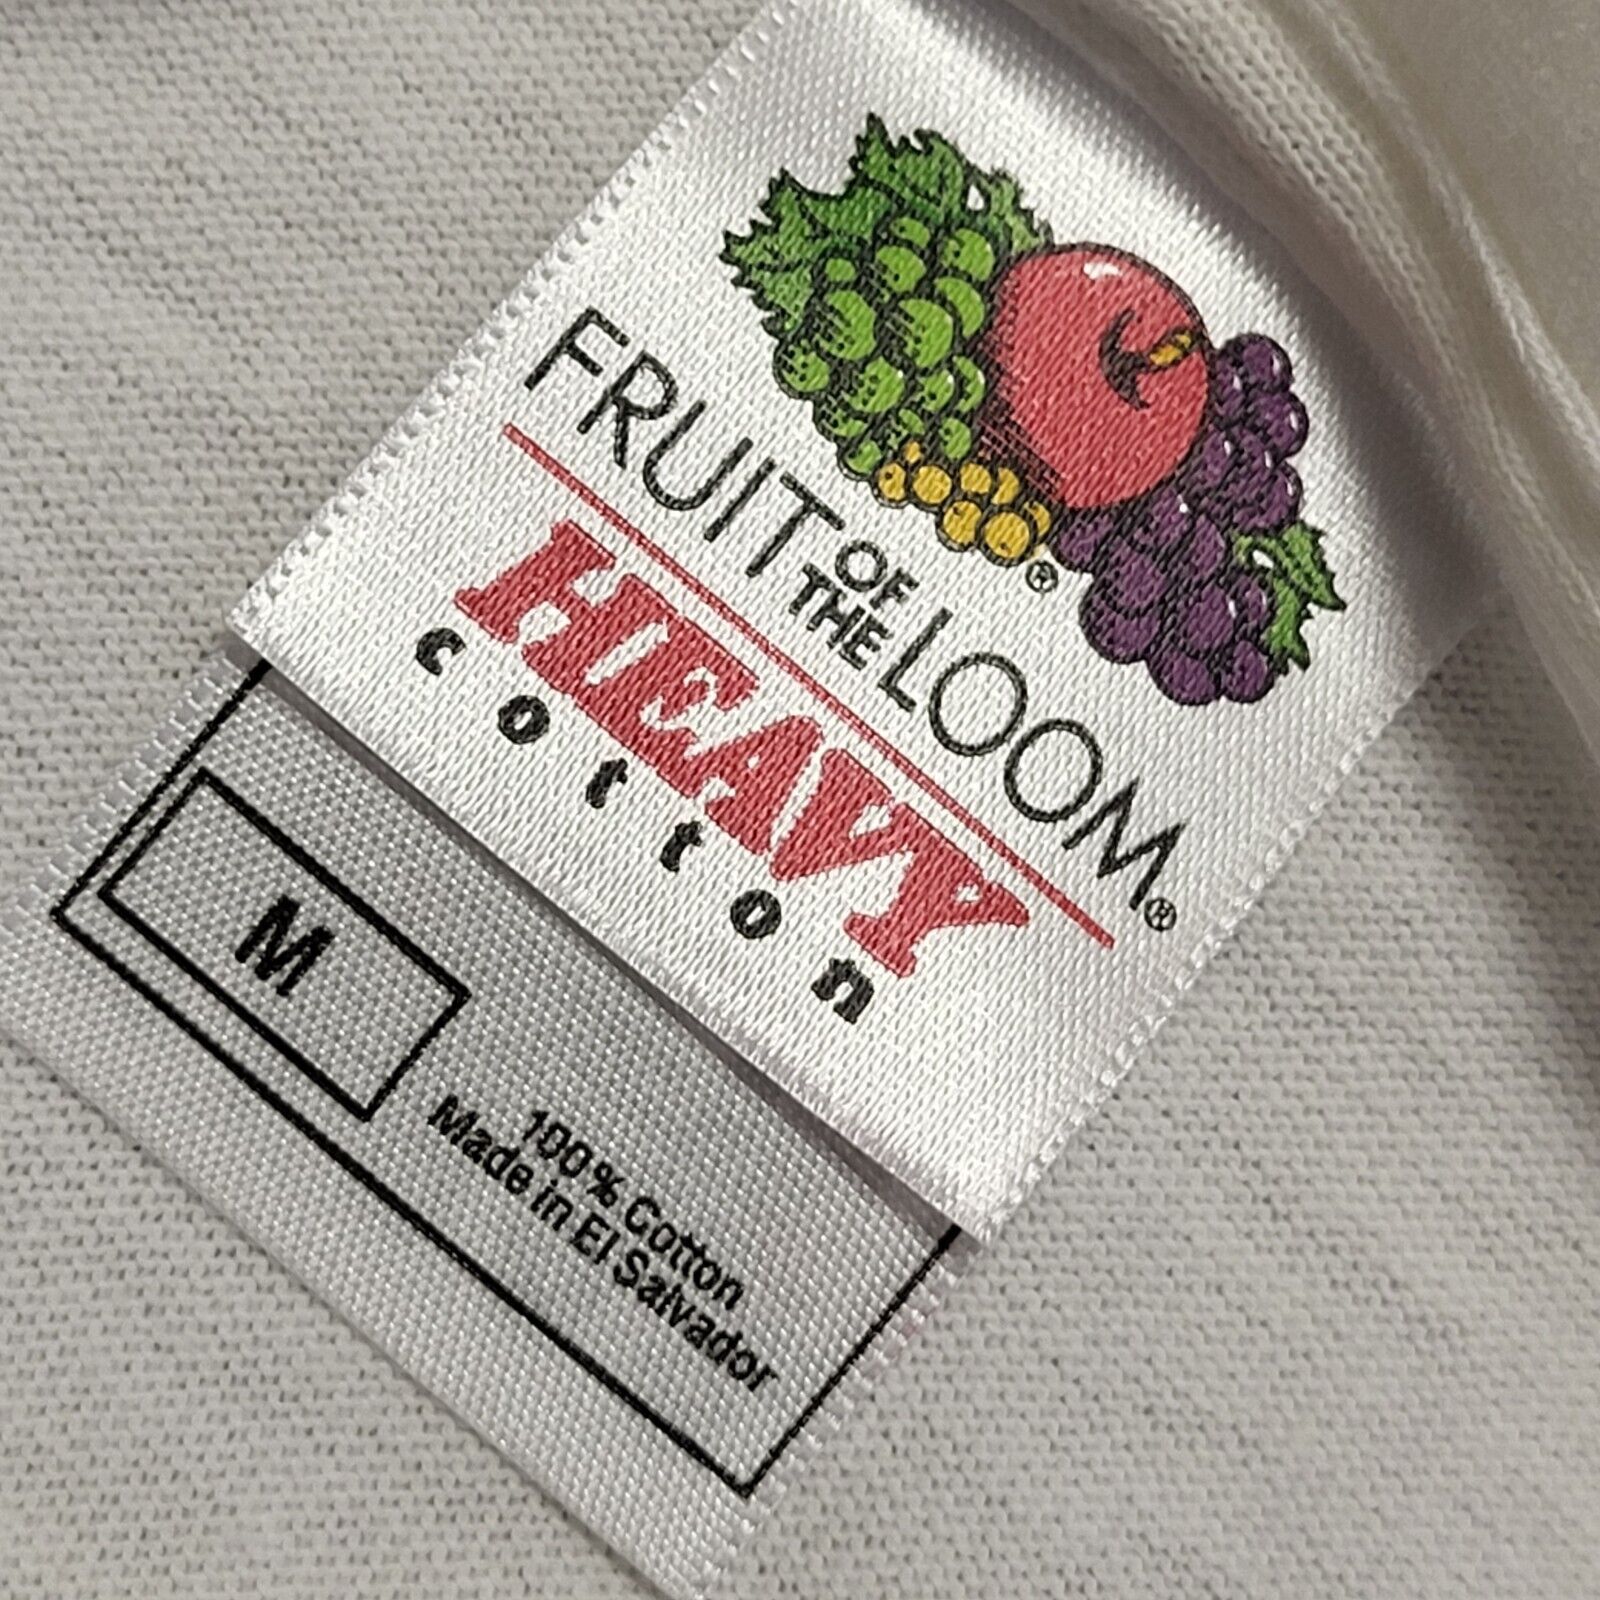 FRUIT OF THE LOOM®
®
HEAVY
cotton
M
100% Cotton
Made in El Salvador